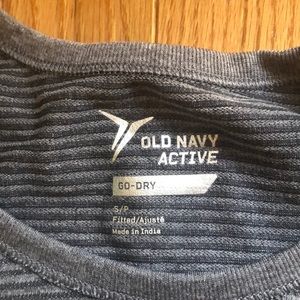 OLD NAVY
ACTIVE
GO-DRY
S/P
Fitted/Ajusté
Made in India